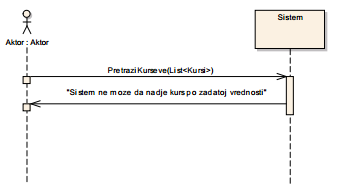 Sistem
Aktor : Aktor
PretraziKurseve(List<Kursi>)
"Sistem ne moze da nadje kurs po zadatoj vrednosti"